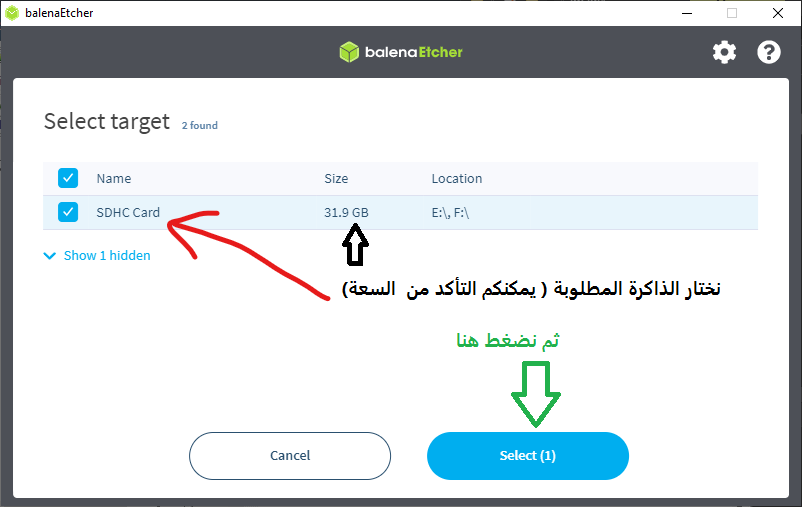 balenaEtcher
balenaEtcher
Select target 2 found
Name Size Location
SDHC Card 31.9 GB E:\, F:\
Show 1 hidden
نختار الذاكرة المطلوبة ( يمكنكم التأكد من السعة)
ثم نضغط هنا
Cancel Select (1)